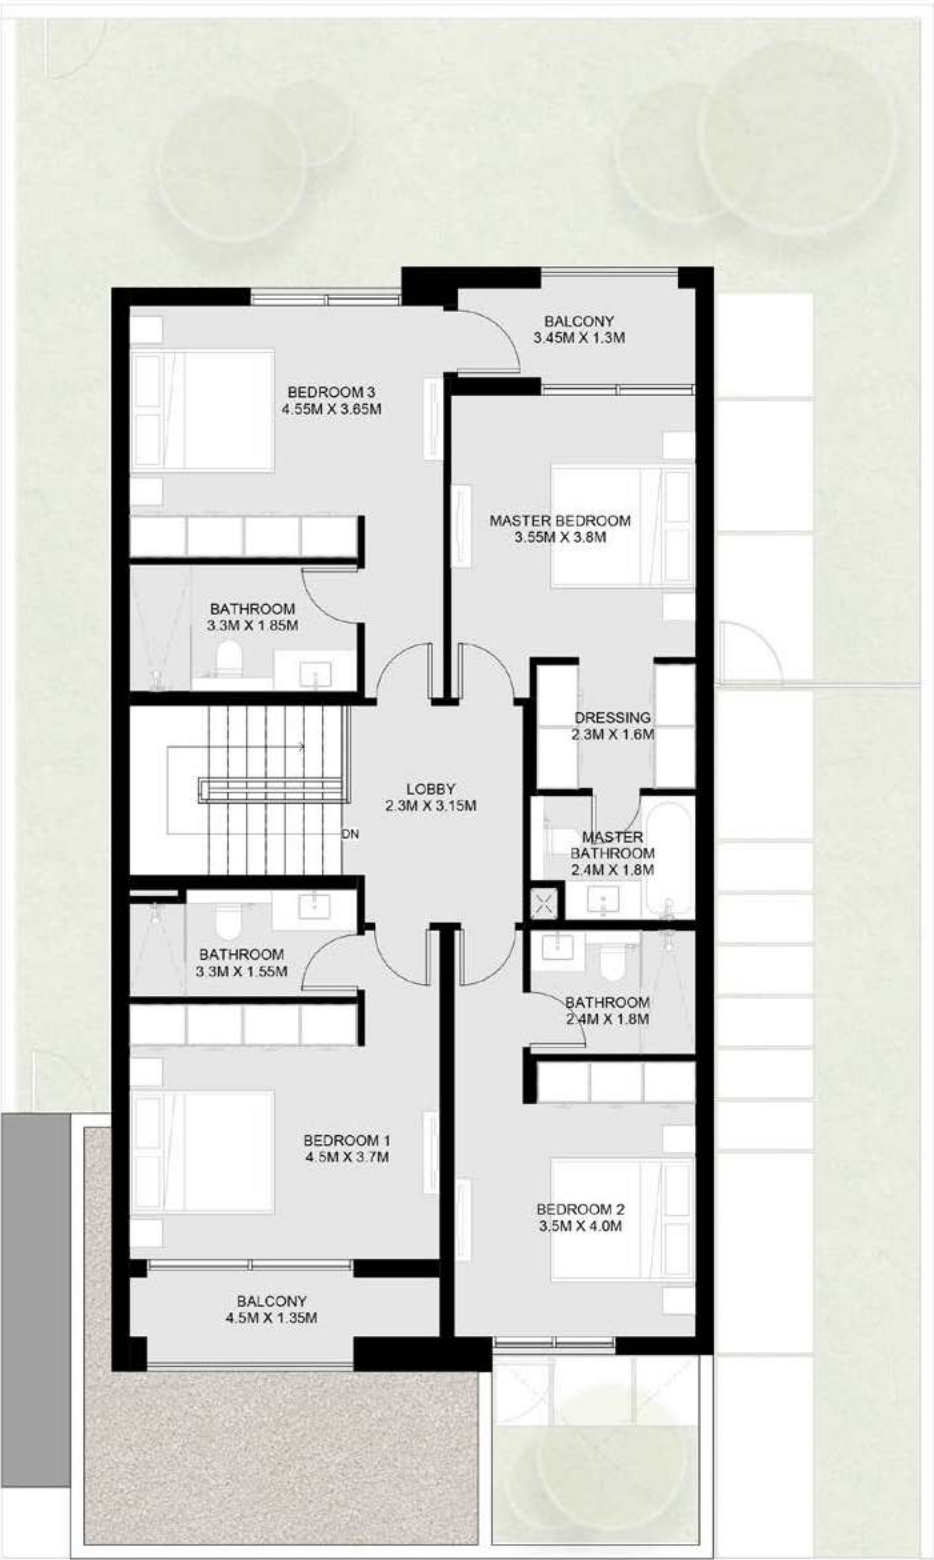 BALCONY
3.45M X 1.3M
BEDROOM 3
4.55M X 3.65M
MASTER BEDROOM
3.55M X 3.8M
BATHROOM
3.3M X 1.85M
DRESSING
2.3M X 1.6M
LOBBY
2.3M X 3.15M
DN
MASTER
BATHROOM
2.4M X 1.8M
BATHROOM
3.3M X 1.55M
BATHROOM
2.4M X 1.8M
BEDROOM 1
4.5M X 3.7M
BEDROOM 2
3.5M X 4.0M
BALCONY
4.5M X 1.35M